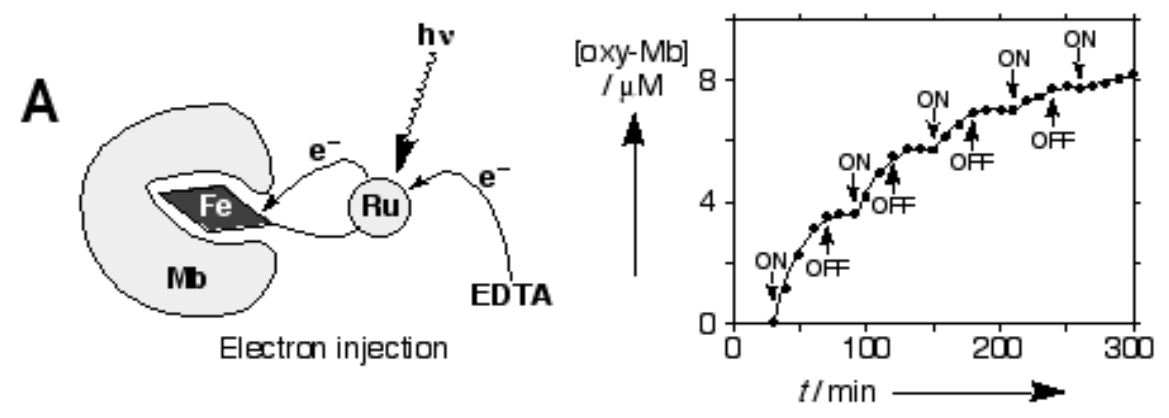 A
hν
e⁻
e⁻
Fe
Ru
Mb
EDTA
Electron injection
[oxy-Mb]
/ μM
8
4
0
0
100
200
300
ON
OFF
ON
OFF
ON
OFF
ON
OFF
ON
t / min